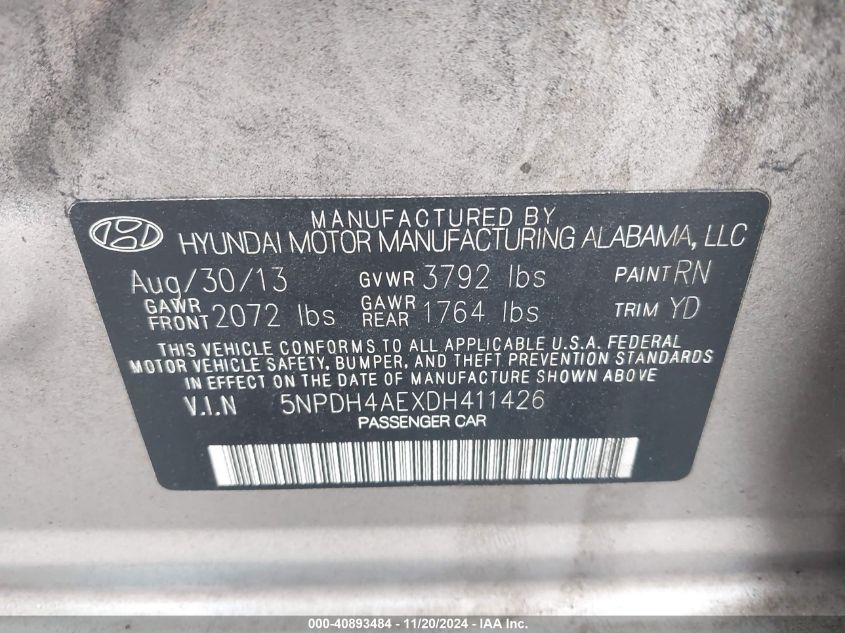 MANUFACTURED BY
HYUNDAI MOTOR MANUFACTURING ALABAMA, LLC
Aug/30/13 GVWR 3792 lbs PAINT RN
GAWR FRONT 2072 lbs GAWR REAR 1764 lbs TRIM YD
THIS VEHICLE CONFORMS TO ALL APPLICABLE U.S.A. FEDERAL
MOTOR VEHICLE SAFETY, BUMPER, AND THEFT PREVENTION STANDARDS
IN EFFECT ON THE DATE OF MANUFACTURE SHOWN ABOVE
V.I.N 5NPDH4AEXDH411426
PASSENGER CAR
000-40893484 - 11/20/2024 - IAA Inc.